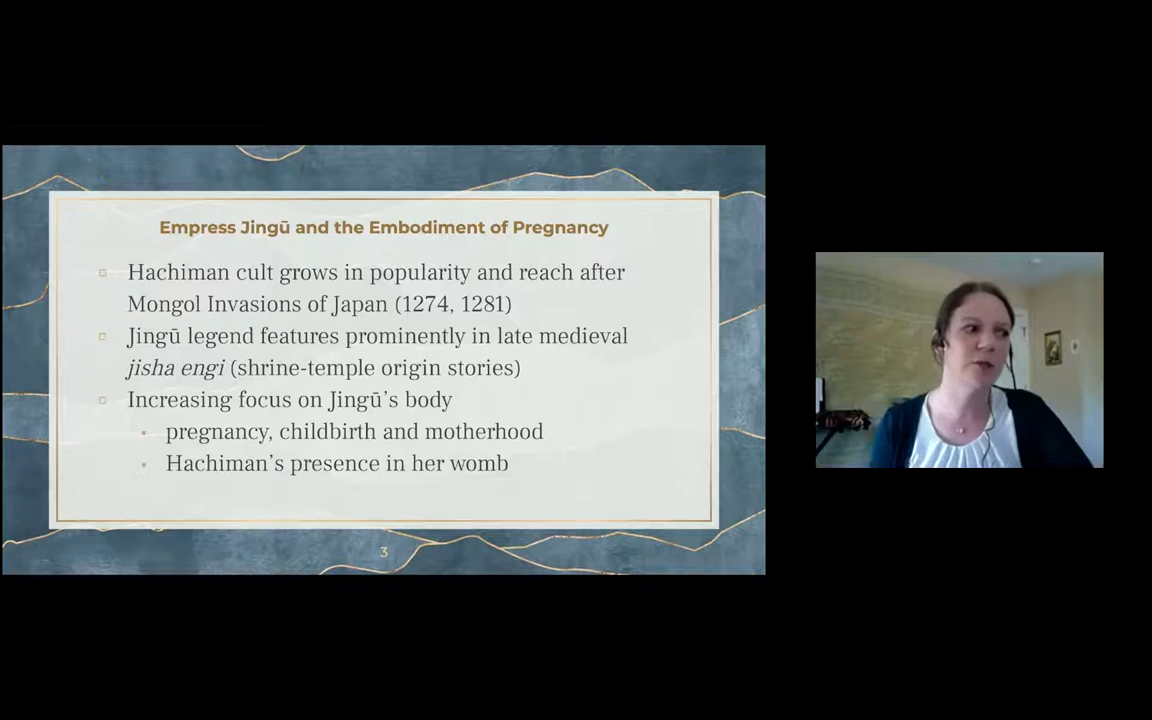 Empress Jingū and the Embodiment of Pregnancy
Hachiman cult grows in popularity and reach after
Mongol Invasions of Japan (1274, 1281)
Jingū legend features prominently in late medieval
jisha engi (shrine-temple origin stories)
Increasing focus on Jingū’s body
pregnancy, childbirth and motherhood
Hachiman’s presence in her womb
3